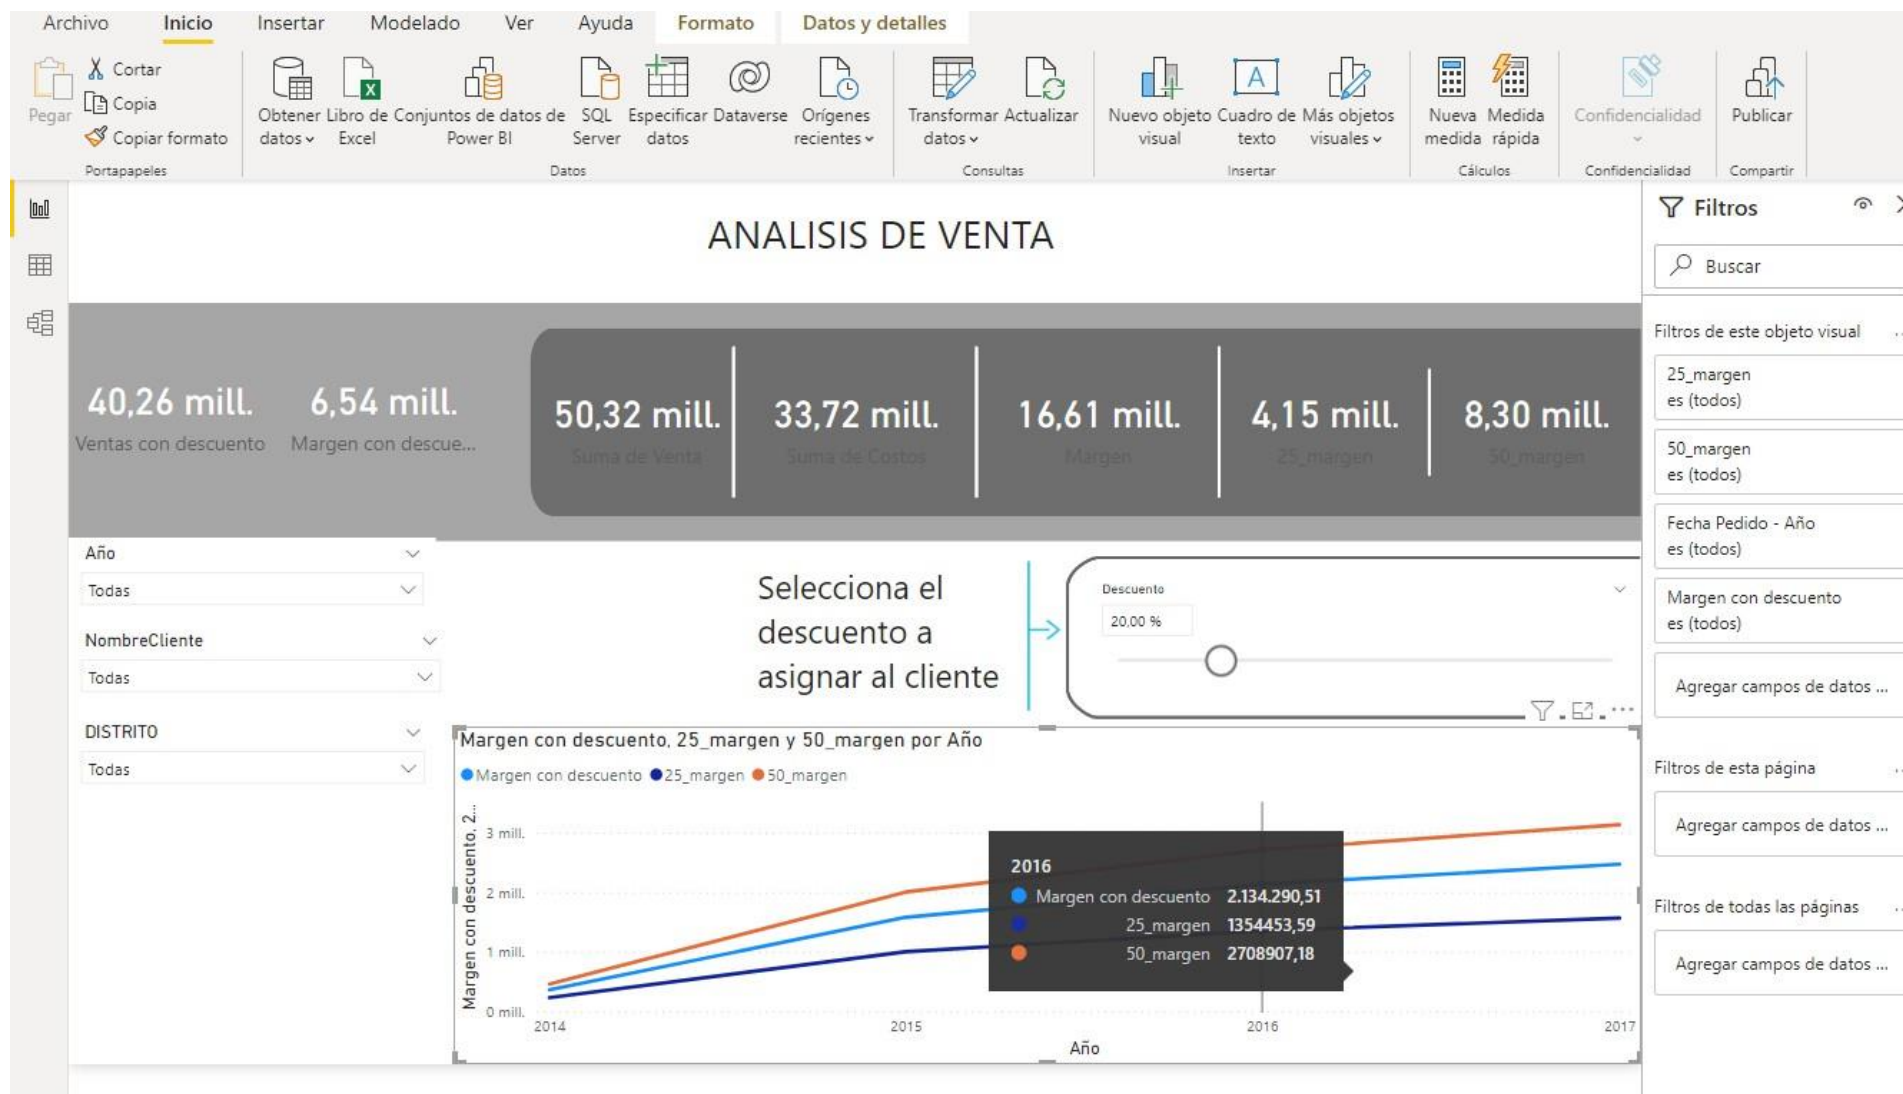 Archivo Inicio Insertar Modelado Ver Ayuda Formato Datos y detalles
Pegar
Cortar
Copia
Copiar formato
Portapapeles
Obtener datos
Libro de Excel
Conjuntos de datos de Power BI
SQL Server
Especificar datos
Dataverse
Orígenes recientes
Datos
Transformar datos
Actualizar
Consultas
Nuevo objeto visual
Cuadro de texto
Más objetos visuales
Insertar
Nueva medida
Medida rápida
Cálculos
Confidencialidad
Confidencialidad
Publicar
Compartir
ANALISIS DE VENTA
40,26 mill.
Ventas con descuento
6,54 mill.
Margen con descue...
50,32 mill.
Suma de Venta
33,72 mill.
Suma de Costos
16,61 mill.
Margen
4,15 mill.
25_margen
8,30 mill.
50_margen
Año
Todas
NombreCliente
Todas
DISTRITO
Todas
Selecciona el
descuento a
asignar al cliente
Descuento
20,00 %
Margen con descuento, 25_margen y 50_margen por Año
Margen con descuento 25_margen 50_margen
Margen con descuento, 2...
3 mill.
2 mill.
1 mill.
0 mill.
2014 2015 2016 2017
Año
2016
Margen con descuento 2.134.290,51
25_margen 1354453,59
50_margen 2708907,18
Filtros
Buscar
Filtros de este objeto visual
25_margen
es (todos)
50_margen
es (todos)
Fecha Pedido - Año
es (todos)
Margen con descuento
es (todos)
Agregar campos de datos ...
Filtros de esta página
Agregar campos de datos ...
Filtros de todas las páginas
Agregar campos de datos ...